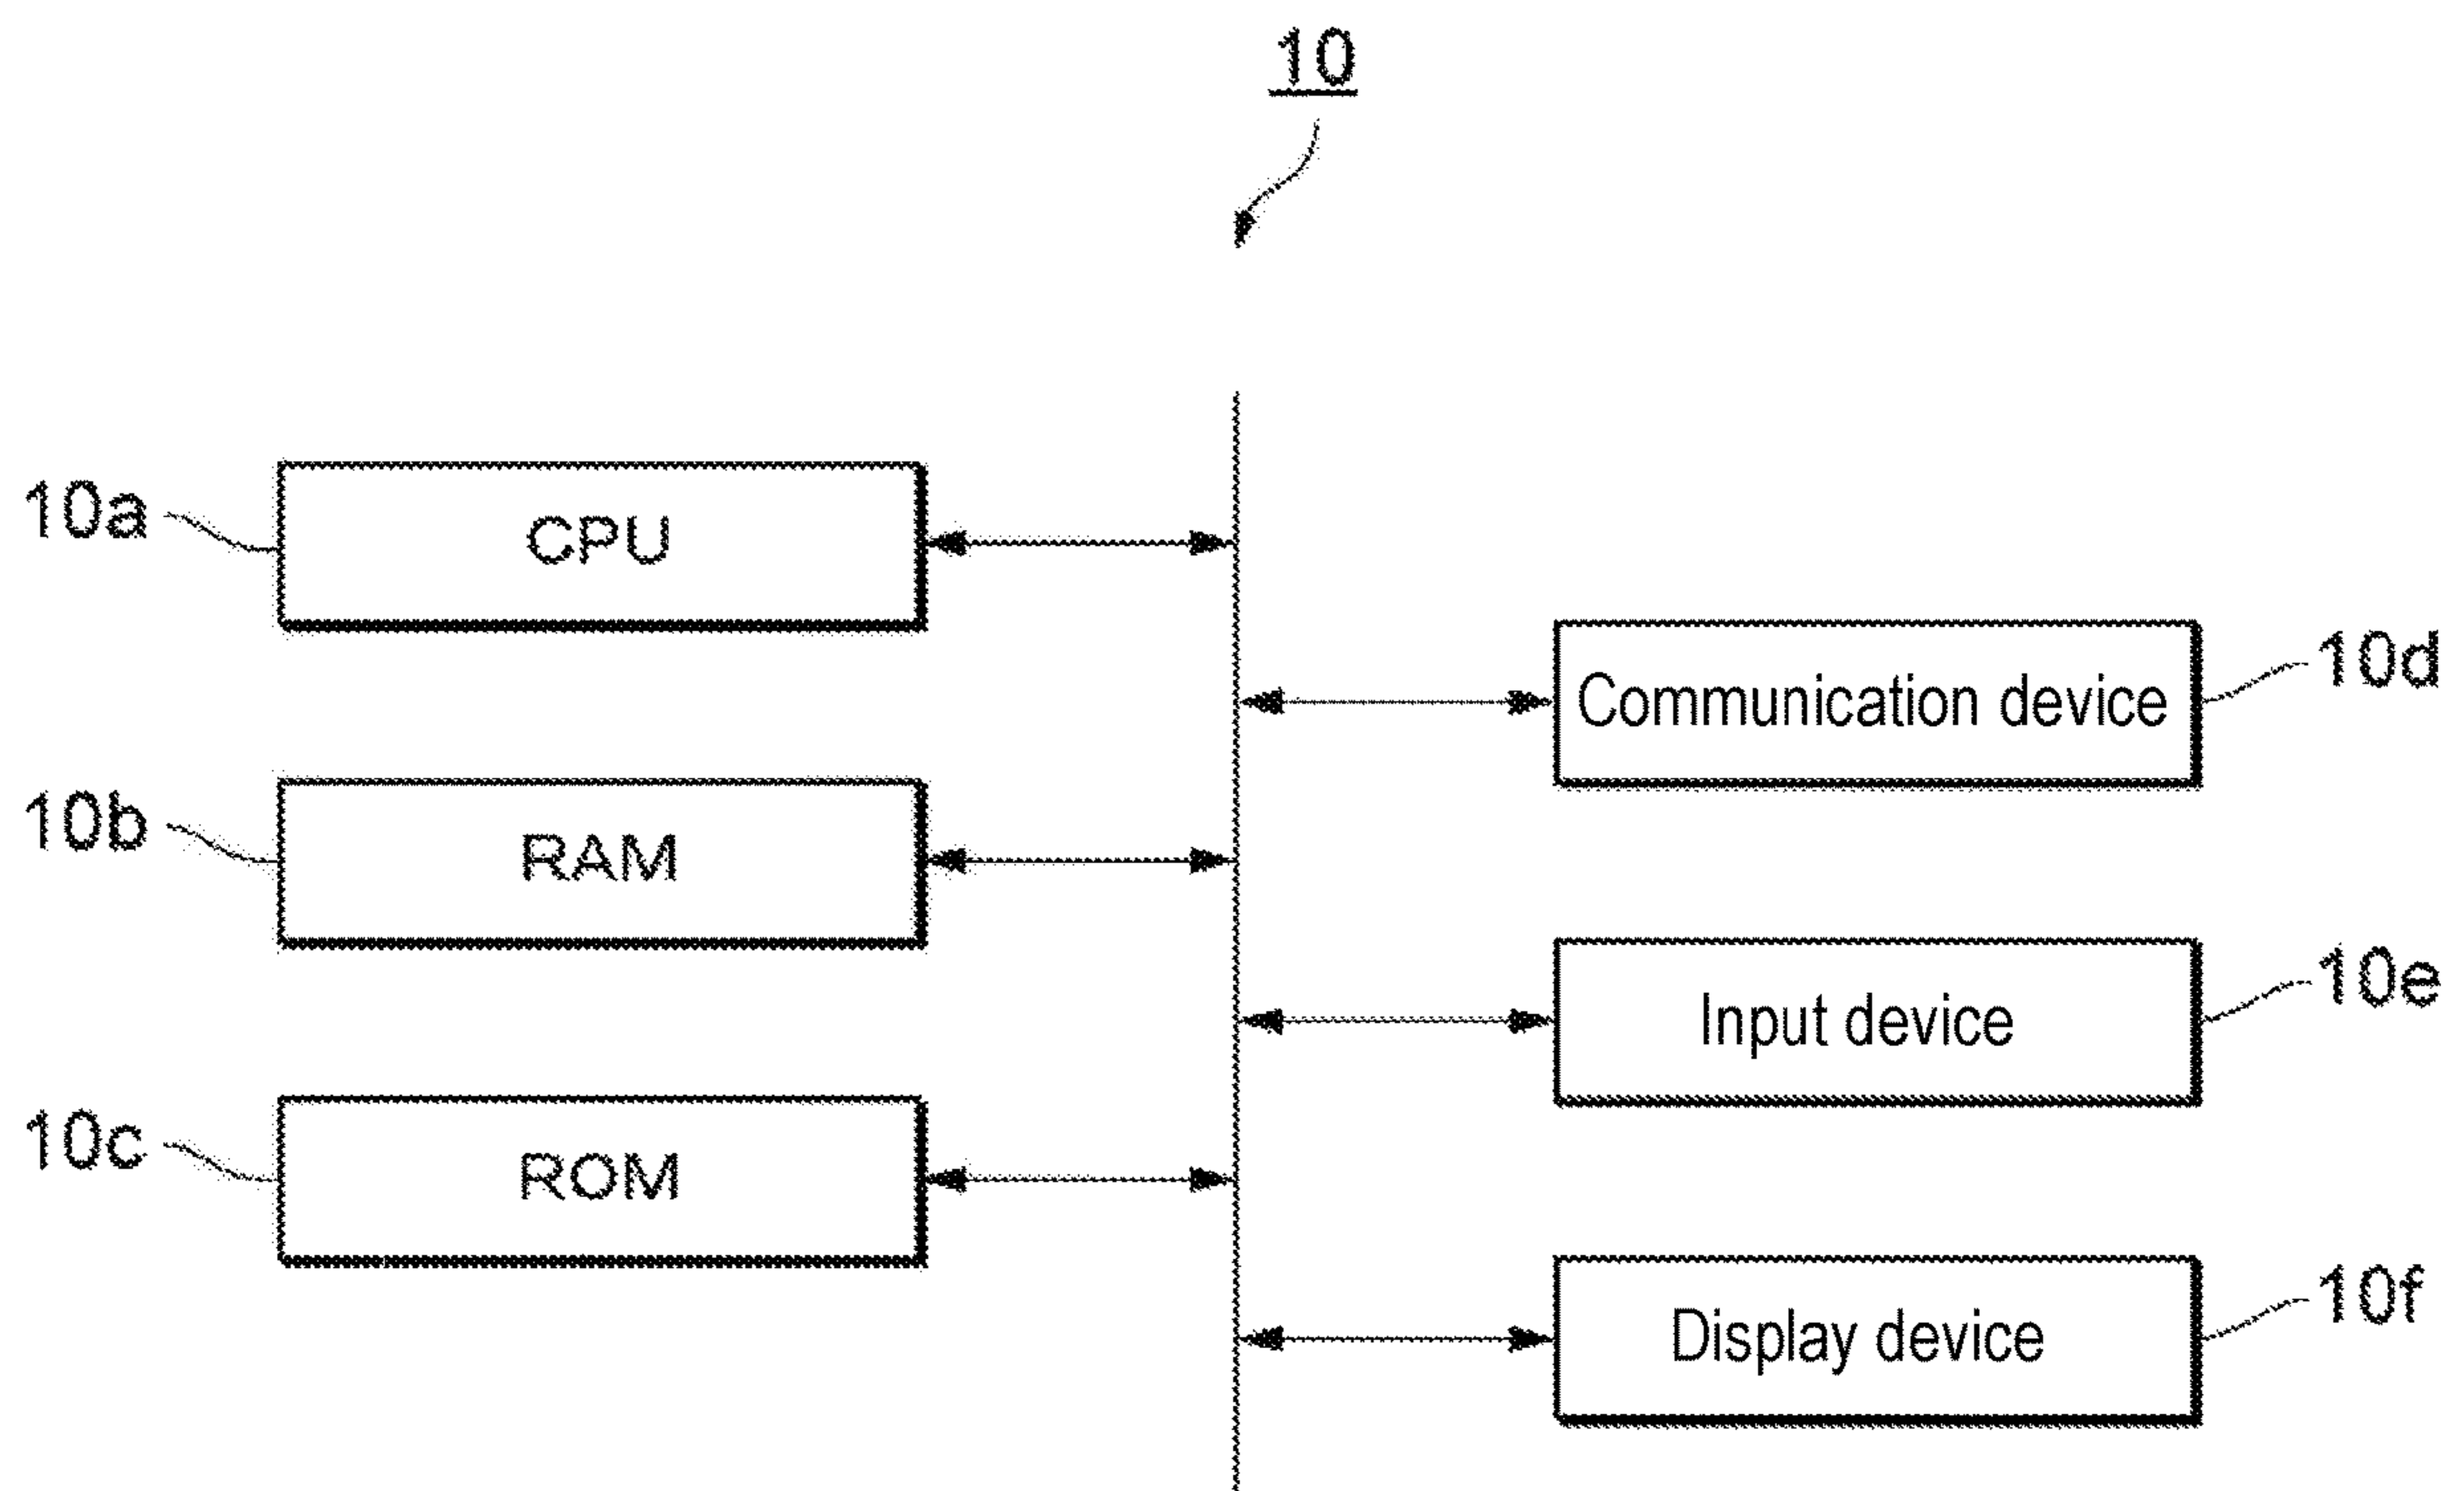 10
10a
CPU
Communication device
10d
10b
RAM
Input device
10e
10c
ROM
Display device
10f